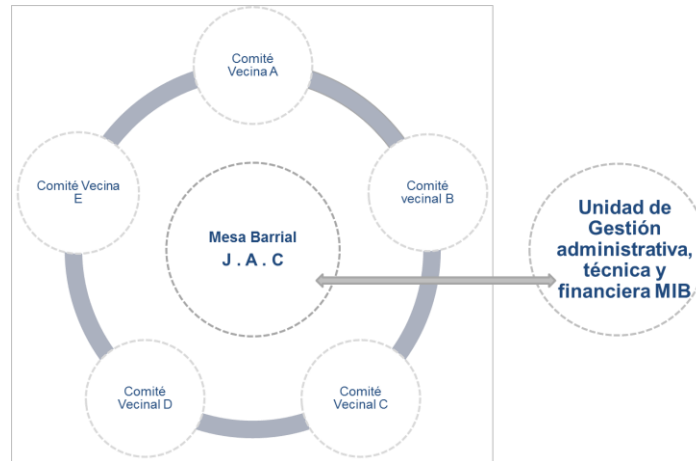 Comité
Vecina A
Comité Vecina
E
Comité
vecinal B
Mesa Barrial
J . A . C
Unidad de
Gestión
administrativa,
técnica y
financiera MIB
Comité
Vecinal D
Comité
Vecinal C